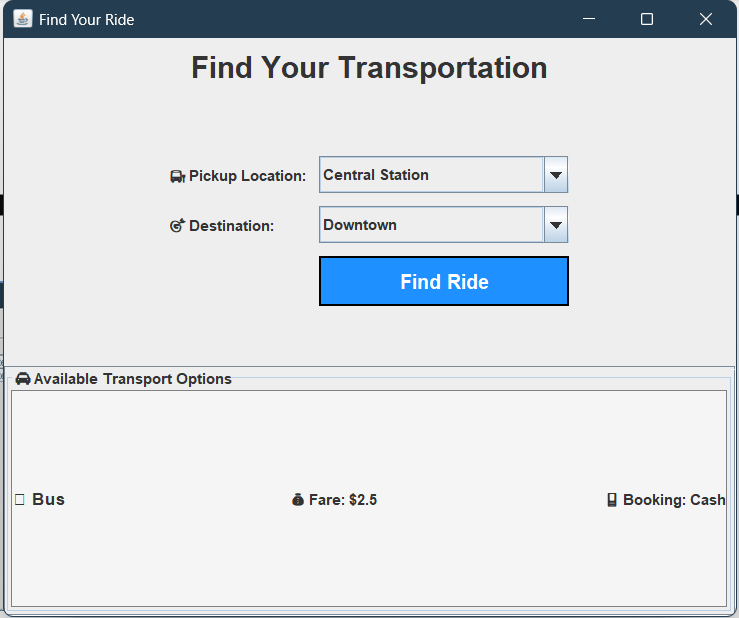 Find Your Ride
Find Your Transportation
Pickup Location: Central Station
Destination: Downtown
Find Ride
Available Transport Options
Bus Fare: $2.5 Booking: Cash